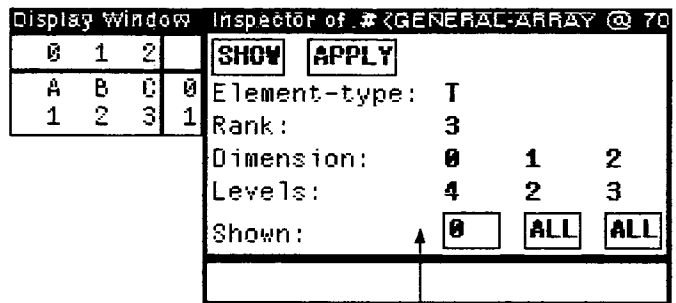 Display Window
0 1 2
A B C 0
1 2 3 1
Inspector of #<GENERAL-ARRAY @ 70
SHOW APPLY
Element-type: T
Rank: 3
Dimension: 0 1 2
Levels: 4 2 3
Shown: 0 ALL ALL